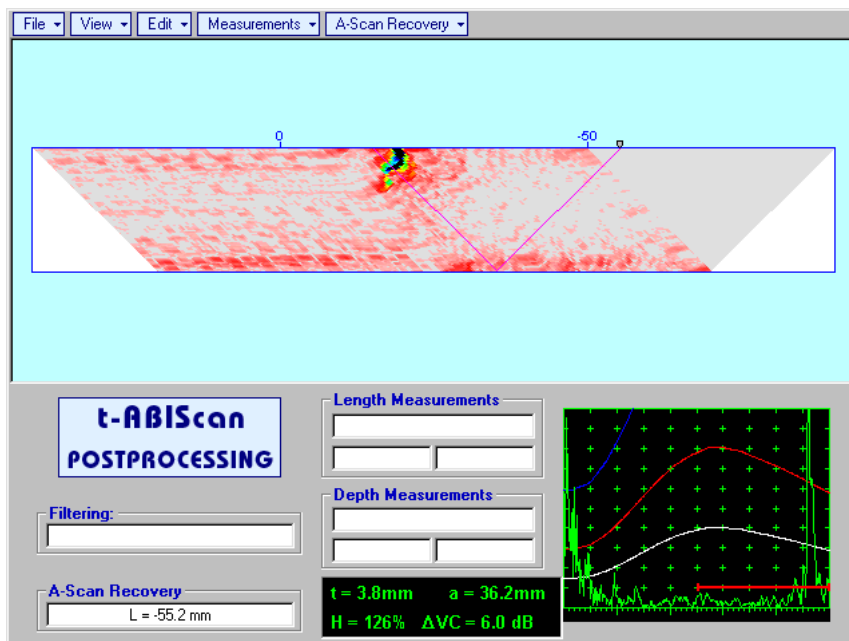 File View Edit Measurements A-Scan Recovery
0 -50
t-ABIScan
POSTPROCESSING
Filtering:
A-Scan Recovery
L = -55.2 mm
Length Measurements
Depth Measurements
t = 3.8mm a = 36.2mm
H = 126% ΔVC = 6.0 dB